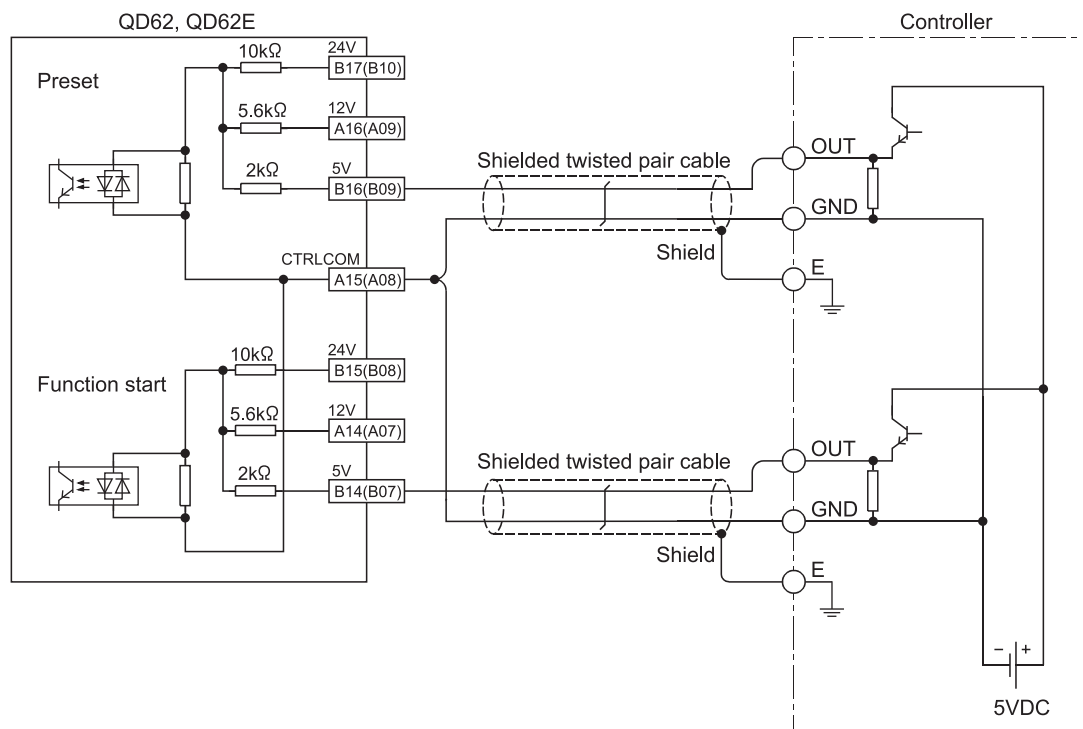 QD62, QD62E
Controller
Preset
10kΩ
24V
B17(B10)
5.6kΩ
12V
A16(A09)
2kΩ
5V
B16(B09)
Shielded twisted pair cable
OUT
GND
Shield
E
CTRLCOM
A15(A08)
Function start
10kΩ
24V
B15(B08)
5.6kΩ
12V
A14(A07)
2kΩ
5V
B14(B07)
Shielded twisted pair cable
OUT
GND
Shield
E
− +
5VDC